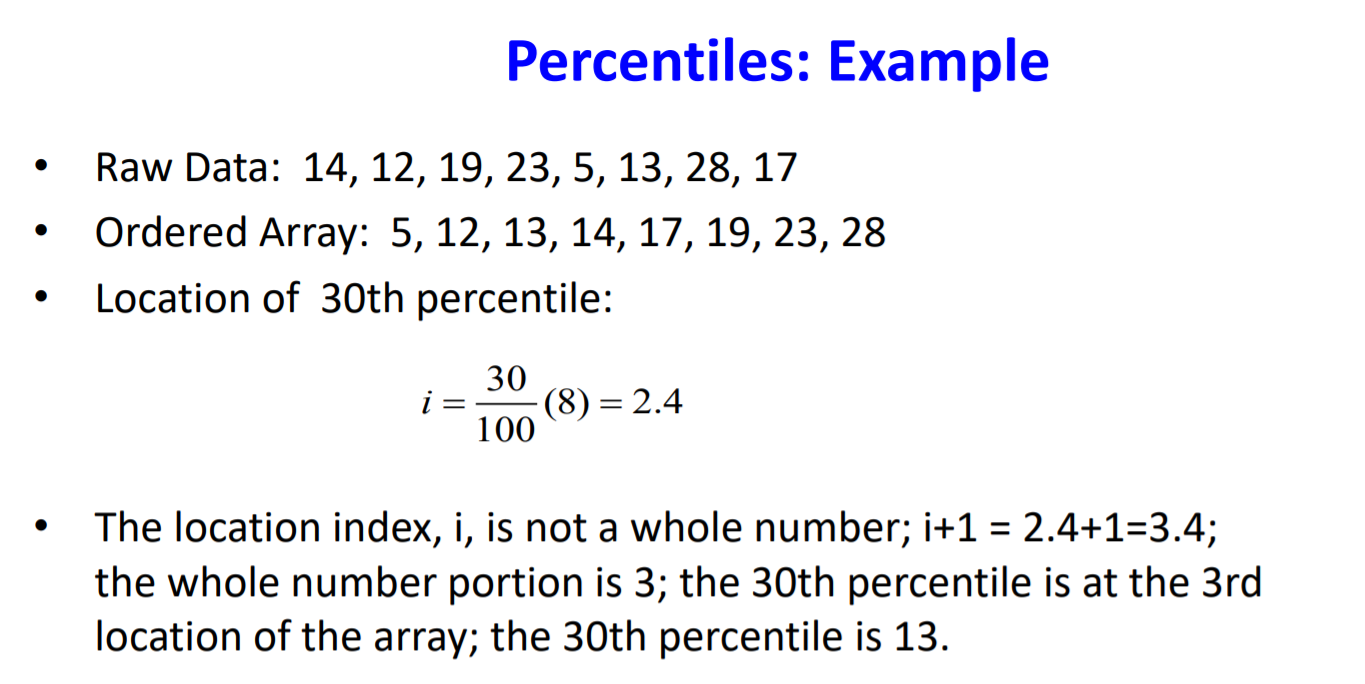 Percentiles: Example
• Raw Data: 14, 12, 19, 23, 5, 13, 28, 17
• Ordered Array: 5, 12, 13, 14, 17, 19, 23, 28
• Location of 30th percentile:
i = 30/100 (8) = 2.4
• The location index, i, is not a whole number; i+1 = 2.4+1=3.4;
the whole number portion is 3; the 30th percentile is at the 3rd
location of the array; the 30th percentile is 13.